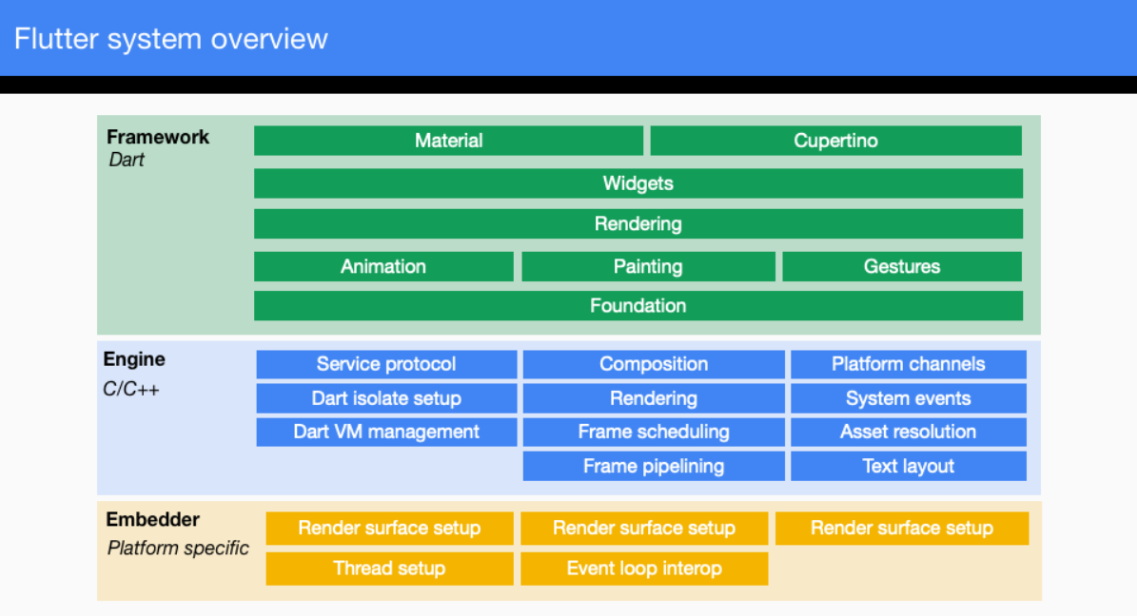 Flutter system overview
Framework
Dart
Material Cupertino
Widgets
Rendering
Animation Painting Gestures
Foundation
Engine
C/C++
Service protocol Composition Platform channels
Dart isolate setup Rendering System events
Dart VM management Frame scheduling Asset resolution
Frame pipelining Text layout
Embedder
Platform specific
Render surface setup Render surface setup Render surface setup
Thread setup Event loop interop